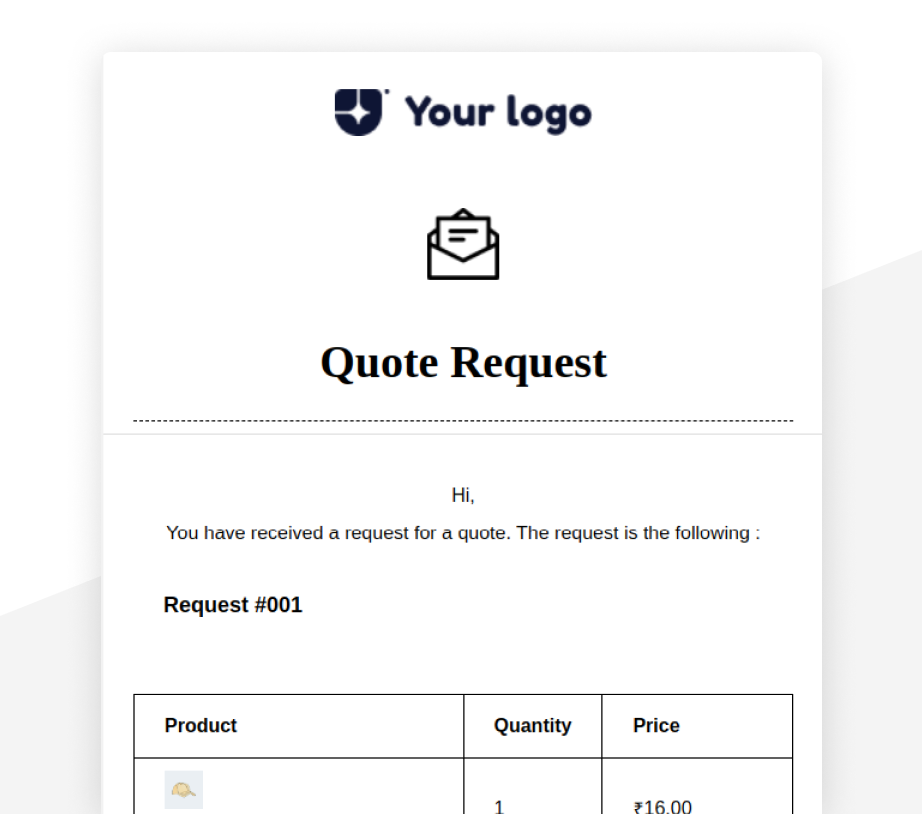 Your logo
Quote Request
Hi,
You have received a request for a quote. The request is the following :
Request #001
Product Quantity Price
1 ₹16.00